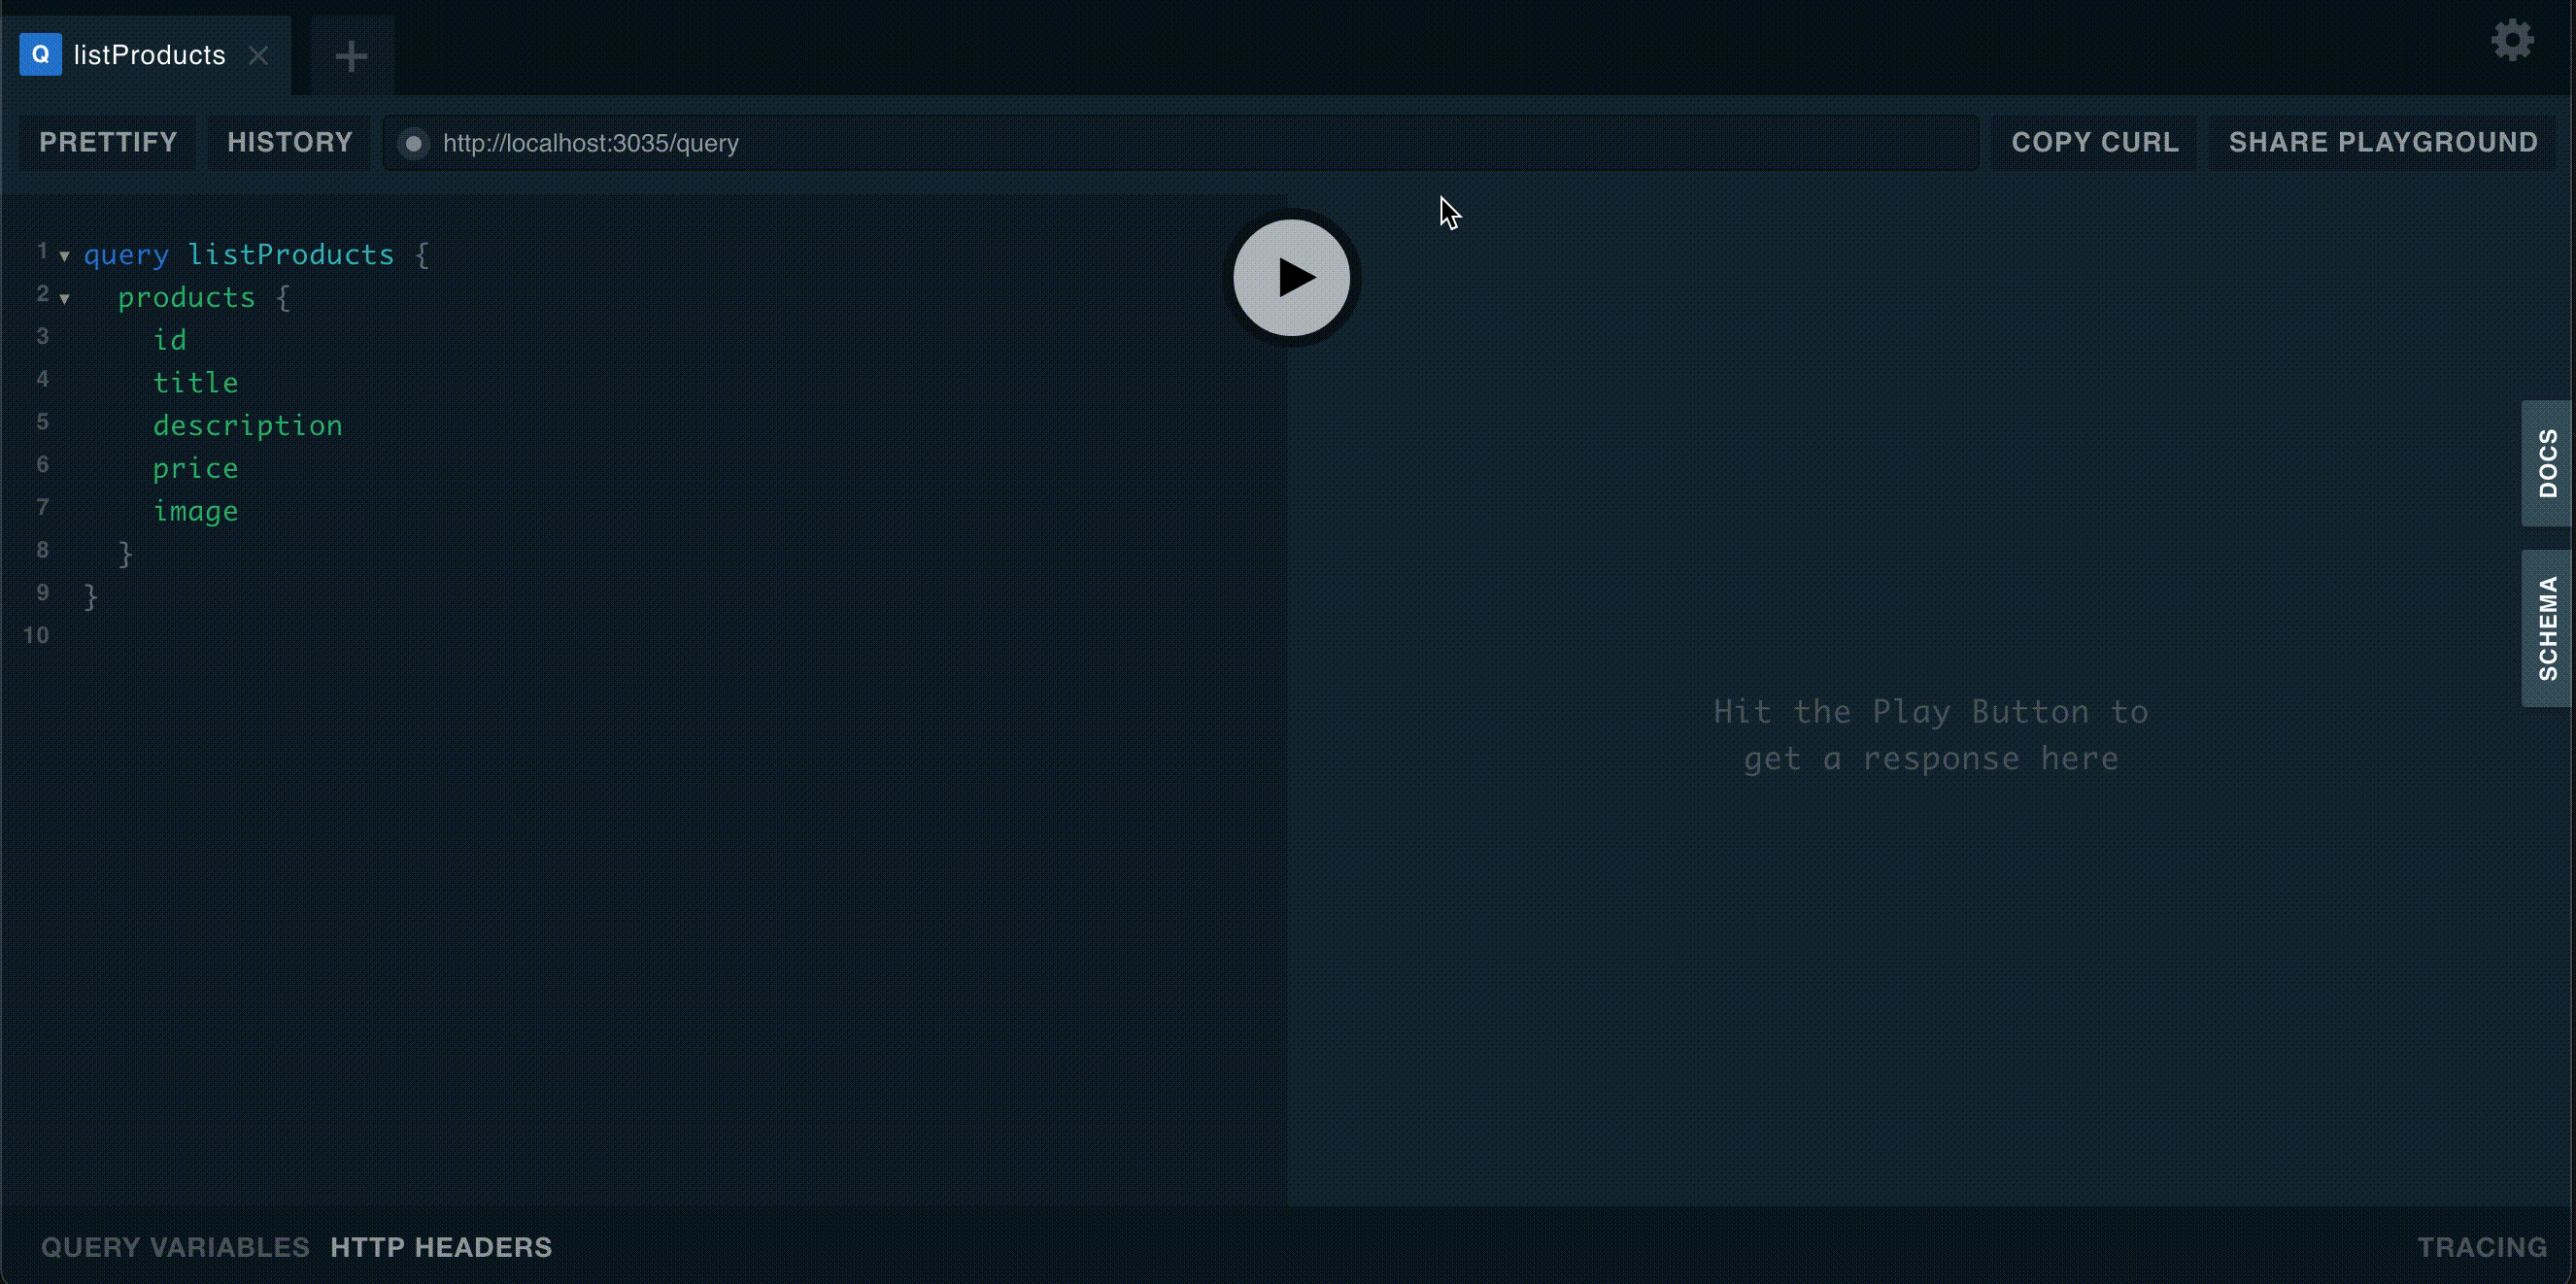 Q listProducts
PRETTIFY HISTORY http://localhost:3035/query COPY CURL SHARE PLAYGROUND
1 query listProducts {
2 products {
3 id
4 title
5 description
6 price
7 image
8 }
9 }
10
Hit the Play Button to
get a response here
DOCS
SCHEMA
QUERY VARIABLES HTTP HEADERS TRACING